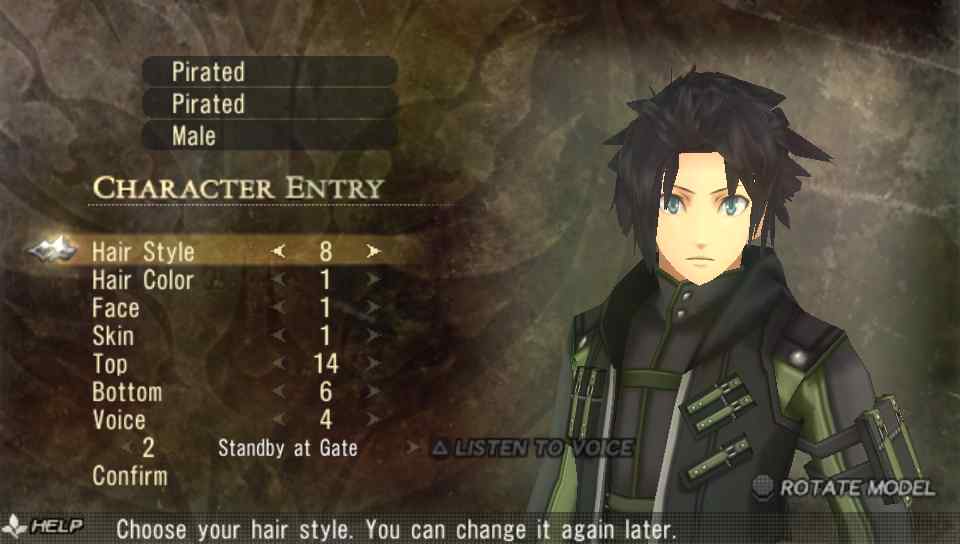 Pirated
Pirated
Male
CHARACTER ENTRY
Hair Style 8
Hair Color 1
Face 1
Skin 1
Top 14
Bottom 6
Voice 4
2 Standby at Gate LISTEN TO VOICE
Confirm
ROTATE MODEL
HELP Choose your hair style. You can change it again later.